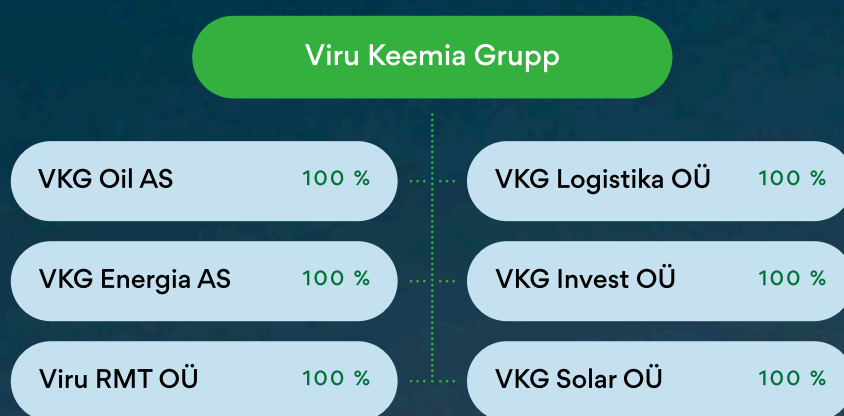 Viru Keemia Grupp
VKG Oil AS 100 %
VKG Logistika OÜ 100 %
VKG Energia AS 100 %
VKG Invest OÜ 100 %
Viru RMT OÜ 100 %
VKG Solar OÜ 100 %